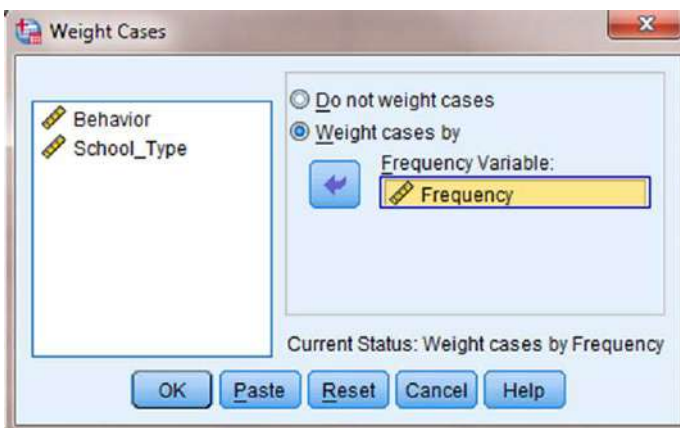 Weight Cases
Behavior
School_Type
Do not weight cases
Weight cases by
Frequency Variable:
Frequency
Current Status: Weight cases by Frequency
OK
Paste
Reset
Cancel
Help